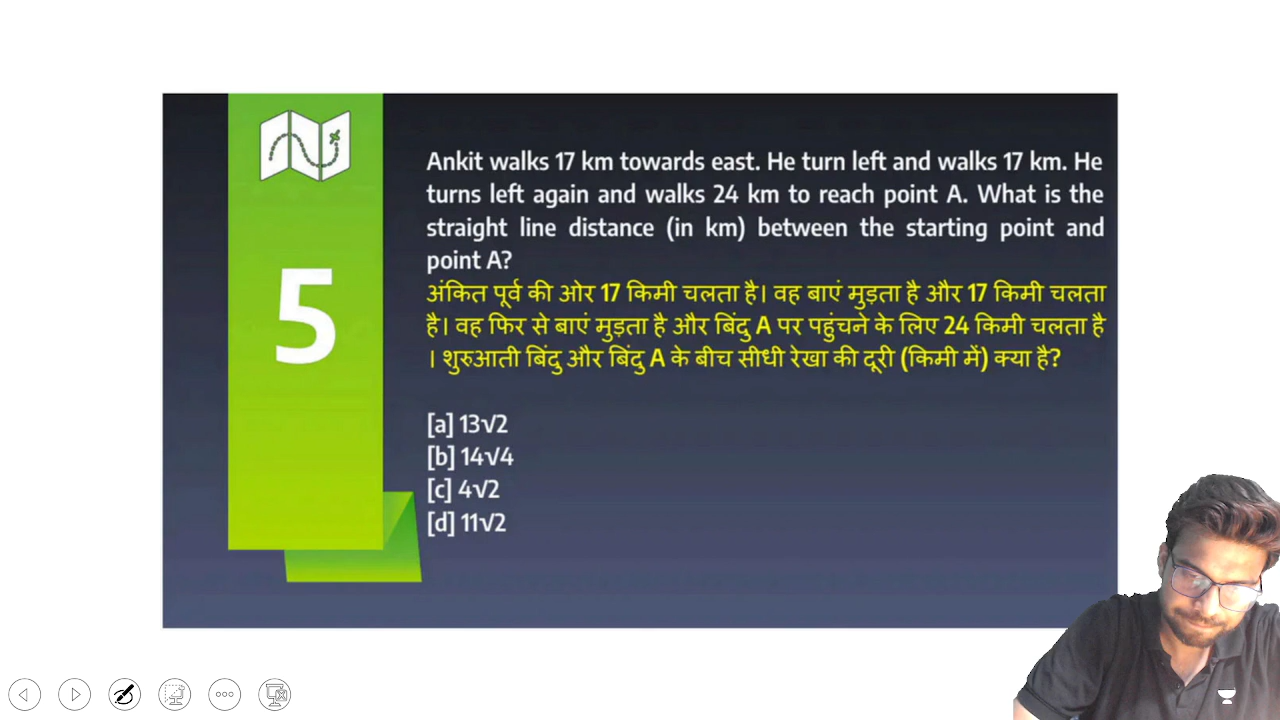 5
Ankit walks 17 km towards east. He turn left and walks 17 km. He
turns left again and walks 24 km to reach point A. What is the
straight line distance (in km) between the starting point and
point A?
अंकित पूर्व की ओर 17 किमी चलता है। वह बाएं मुड़ता है और 17 किमी चलता
है। वह फिर से बाएं मुड़ता है और बिंदु A पर पहुंचने के लिए 24 किमी चलता है
। शुरुआती बिंदु और बिंदु A के बीच सीधी रेखा की दूरी (किमी में) क्या है?
[a] 13√2
[b] 14√4
[c] 4√2
[d] 11√2